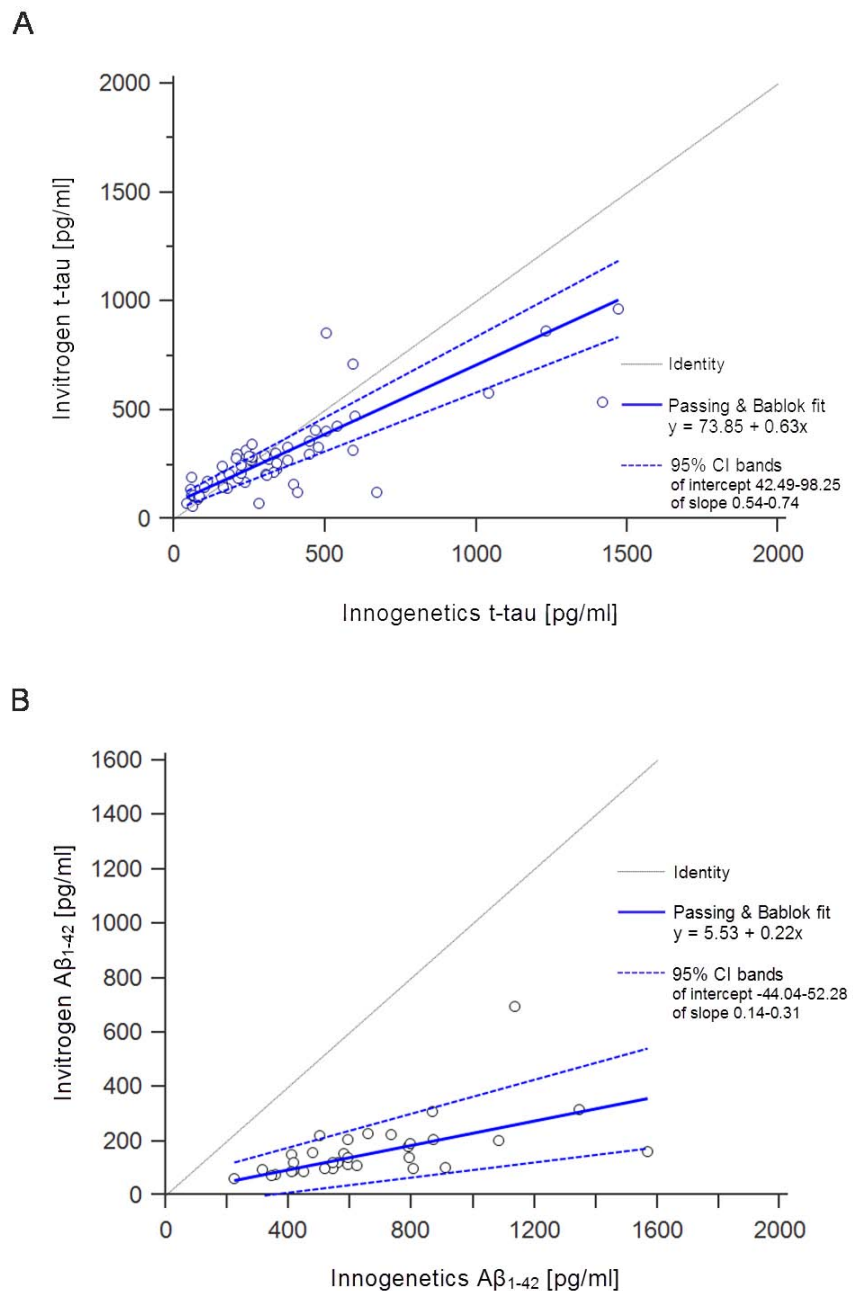 A
2000
1500
1000
500
0
Invitrogen t-tau [pg/ml]
Identity
Passing & Bablok fit
y = 73.85 + 0.63x
95% CI bands
of intercept 42.49-98.25
of slope 0.54-0.74
0 500 1000 1500 2000
Innogenetics t-tau [pg/ml]
B
1600
1400
1200
1000
800
600
400
200
0
Invitrogen Aβ1-42 [pg/ml]
Identity
Passing & Bablok fit
y = 5.53 + 0.22x
95% CI bands
of intercept -44.04-52.28
of slope 0.14-0.31
0 400 800 1200 1600 2000
Innogenetics Aβ1-42 [pg/ml]